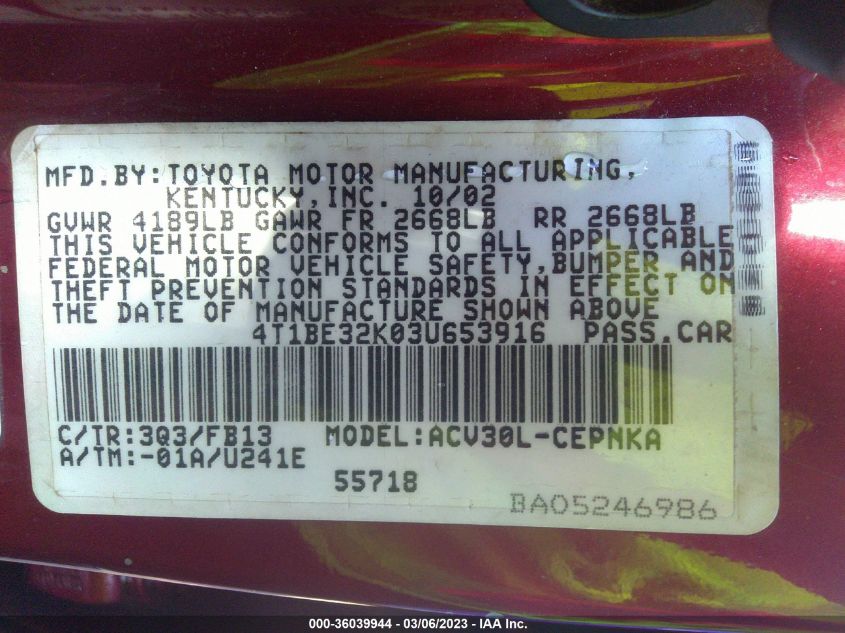 MFD.BY:TOYOTA MOTOR MANUFACTURING,
KENTUCKY,INC. 10/02
GVWR 4189LB GAWR FR 2668LB RR 2668LB
THIS VEHICLE CONFORMS TO ALL APPLICABLE
FEDERAL MOTOR VEHICLE SAFETY,BUMPER AND
THEFT PREVENTION STANDARDS IN EFFECT ON
THE DATE OF MANUFACTURE SHOWN ABOVE
4T1BE32K03U653916 PASS.CAR
C/TR:3Q3/FB13 MODEL:ACV30L-CEPNKA
A/TM:-01A/U241E
55718
BA05246986
000-36039944 - 03/06/2023 - IAA Inc.